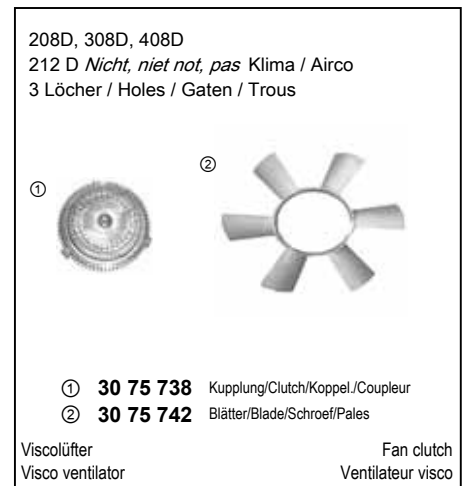 208D, 308D, 408D
212 D Nicht, niet not, pas Klima / Airco
3 Löcher / Holes / Gaten / Trous
①
②
① 30 75 738 Kupplung/Clutch/Koppel./Coupleur
② 30 75 742 Blätter/Blade/Schroef/Pales
Viscolüfter Fan clutch
Visco ventilator Ventilateur visco